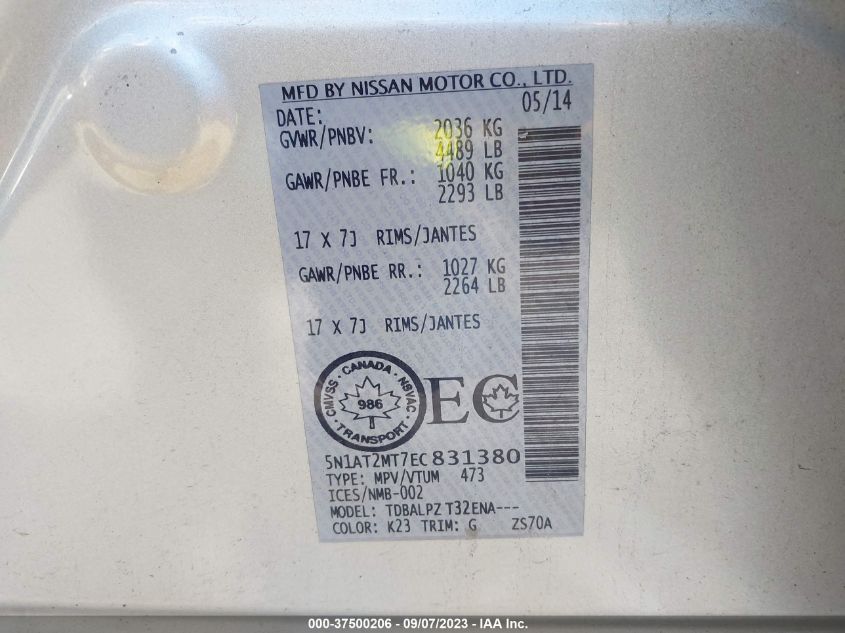 MFD BY NISSAN MOTOR CO., LTD.
DATE: 05/14
GVWR/PNBV: 2036 KG
4489 LB
GAWR/PNBE FR.: 1040 KG
2293 LB
17 X 7J RIMS/JANTES
GAWR/PNBE RR.: 1027 KG
2264 LB
17 X 7J RIMS/JANTES
CANADA
CMVSS NSVAC
986
TRANSPORT
EC
5N1AT2MT7EC831380
TYPE: MPV/VTUM 473
ICES/NMB-002
MODEL: TDBALPZ T32ENA---
COLOR: K23 TRIM: G ZS70A
000-37500206 - 09/07/2023 - IAA Inc.